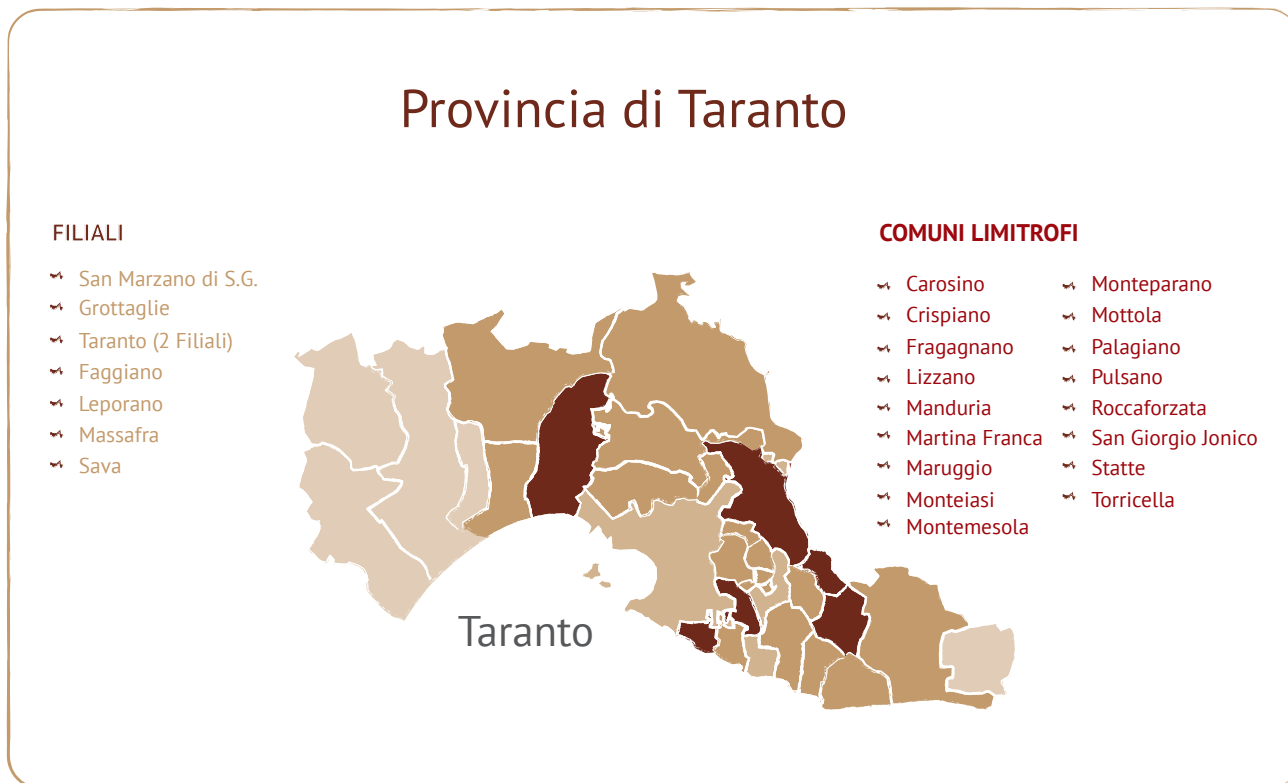 Provincia di Taranto
FILIALI
San Marzano di S.G.
Grottaglie
Taranto (2 Filiali)
Faggiano
Leporano
Massafra
Sava
COMUNI LIMITROFI
Carosino
Crispiano
Fragagnano
Lizzano
Manduria
Martina Franca
Maruggio
Monteiasi
Montemesola
Monteparano
Mottola
Palagiano
Pulsano
Roccaforzata
San Giorgio Jonico
Statte
Torricella
Taranto